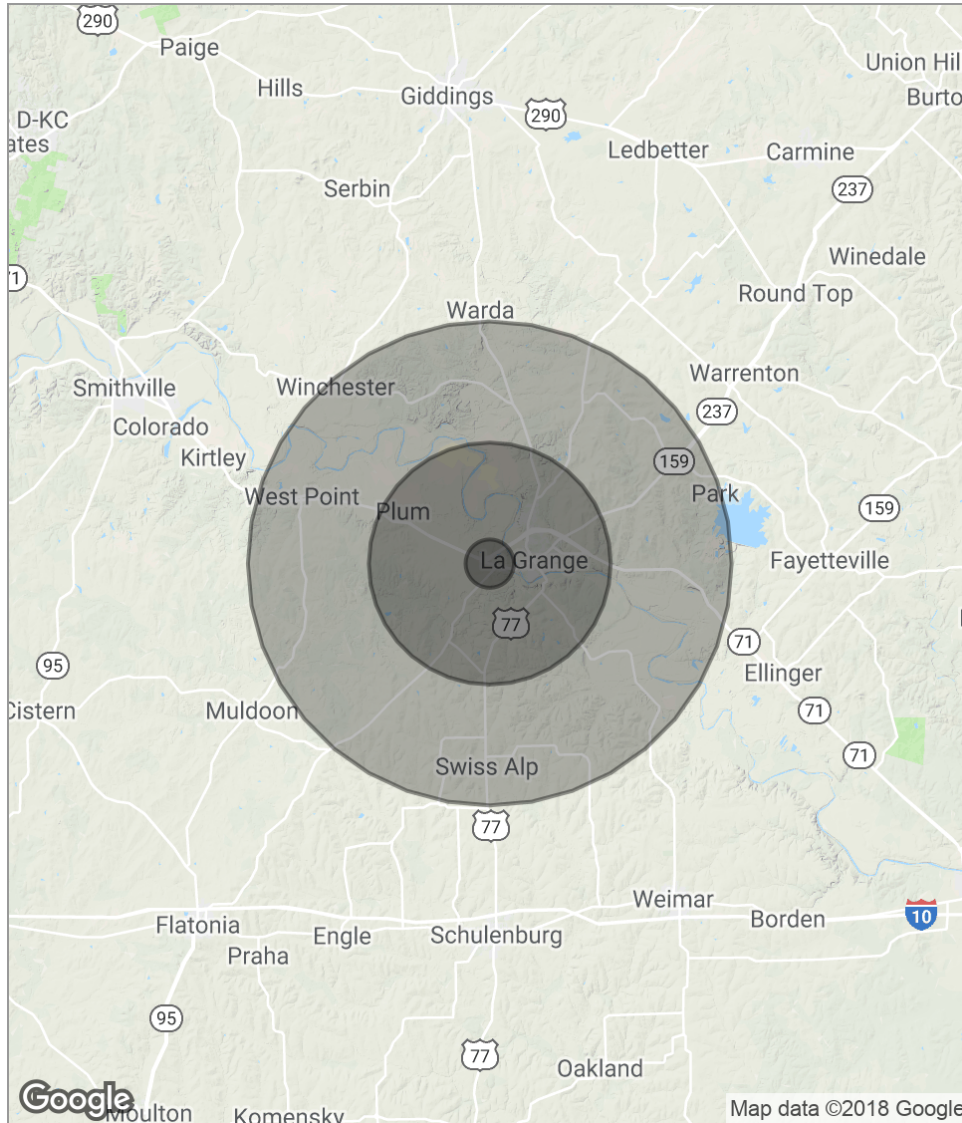 290
Paige
Union Hil
Hills
Giddings
Burto
290
D-KC
ates
Ledbetter
Carmine
Serbin
237
Winedale
71
Round Top
Warda
Warrenton
Smithville
Winchester
237
Colorado
Kirtley
159
West Point
Park
Plum
159
La Grange
Fayetteville
77
71
95
Ellinger
Cistern
Muldoon
71
71
Swiss Alp
77
Weimar
Flatonia
Engle
Schulenburg
Borden
10
Praha
95
77
Oakland
Google
Moulton
Komensky
Map data ©2018 Google